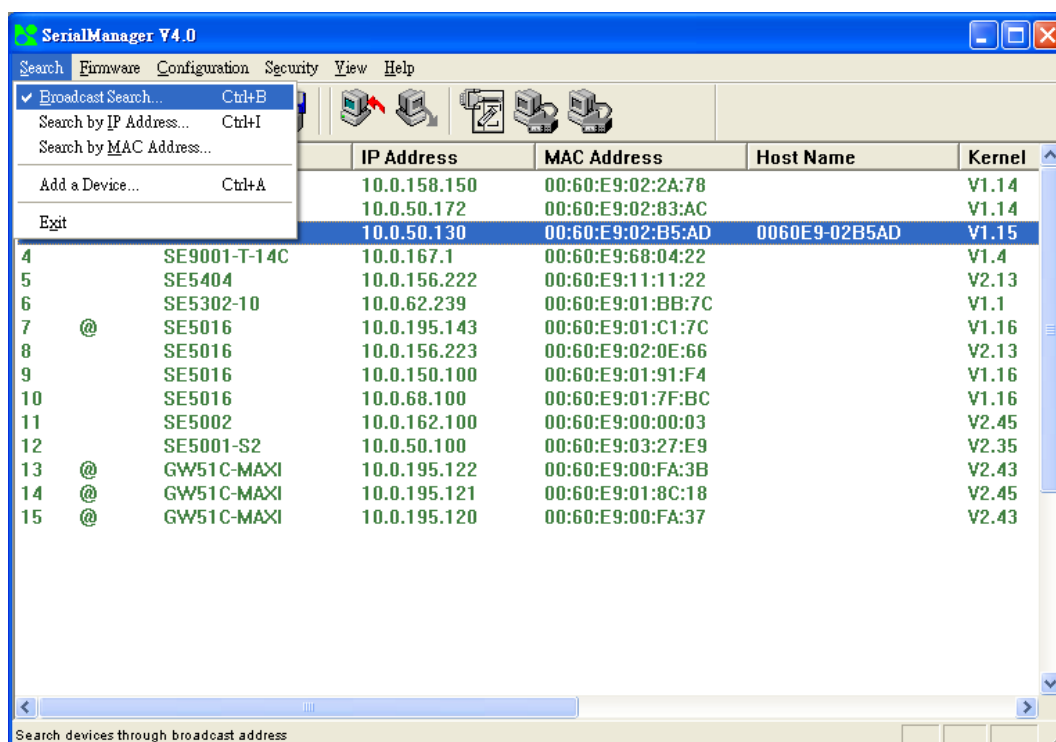 SerialManager V4.0
Search Firmware Configuration Security View Help
Broadcast Search... Ctrl+B
Search by IP Address... Ctrl+I
Search by MAC Address...
Add a Device... Ctrl+A
Exit
IP Address MAC Address Host Name Kernel
10.0.158.150 00:60:E9:02:2A:78 V1.14
10.0.50.172 00:60:E9:02:83:AC V1.14
10.0.50.130 00:60:E9:02:B5:AD 0060E9-02B5AD V1.15
4 SE9001-T-14C 10.0.167.1 00:60:E9:68:04:22 V1.4
5 SE5404 10.0.156.222 00:60:E9:11:11:22 V2.13
6 SE5302-10 10.0.62.239 00:60:E9:01:BB:7C V1.1
7 @ SE5016 10.0.195.143 00:60:E9:01:C1:7C V1.16
8 SE5016 10.0.156.223 00:60:E9:02:0E:66 V2.13
9 SE5016 10.0.150.100 00:60:E9:01:91:F4 V1.16
10 SE5016 10.0.68.100 00:60:E9:01:7F:BC V1.16
11 SE5002 10.0.162.100 00:60:E9:00:00:03 V2.45
12 SE5001-S2 10.0.50.100 00:60:E9:03:27:E9 V2.35
13 @ GW51C-MAXI 10.0.195.122 00:60:E9:00:FA:3B V2.43
14 @ GW51C-MAXI 10.0.195.121 00:60:E9:01:8C:18 V2.45
15 @ GW51C-MAXI 10.0.195.120 00:60:E9:00:FA:37 V2.43
Search devices through broadcast address